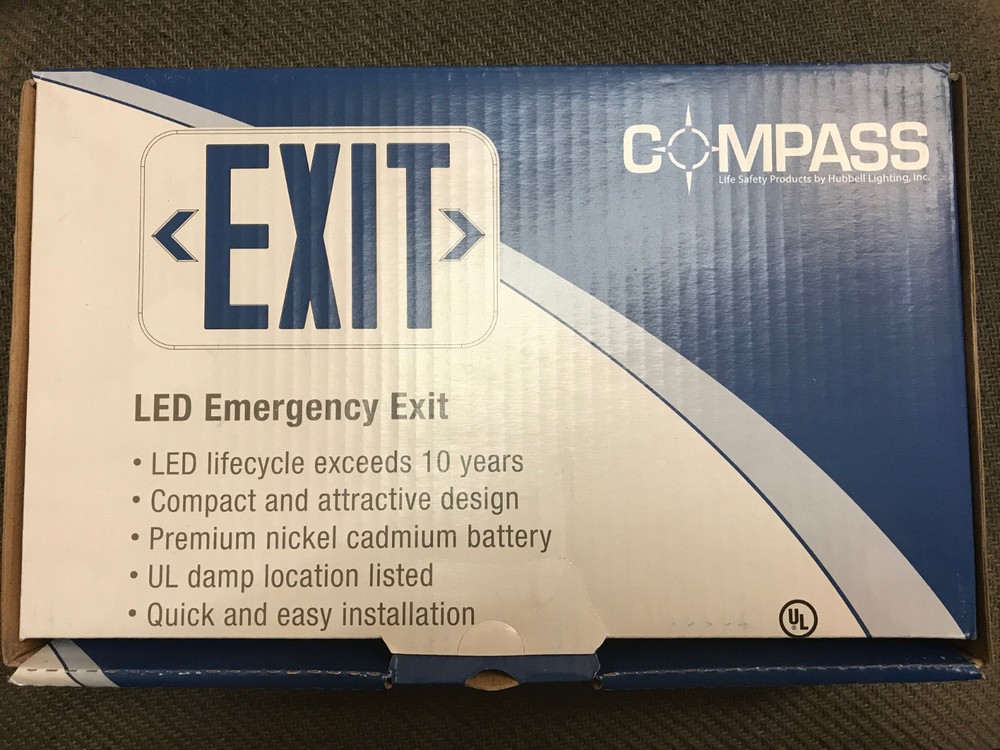 EXIT
COMPASS
Life Safety Products by Hubbell Lighting, Inc.
LED Emergency Exit
• LED lifecycle exceeds 10 years
• Compact and attractive design
• Premium nickel cadmium battery
• UL damp location listed
• Quick and easy installation
UL